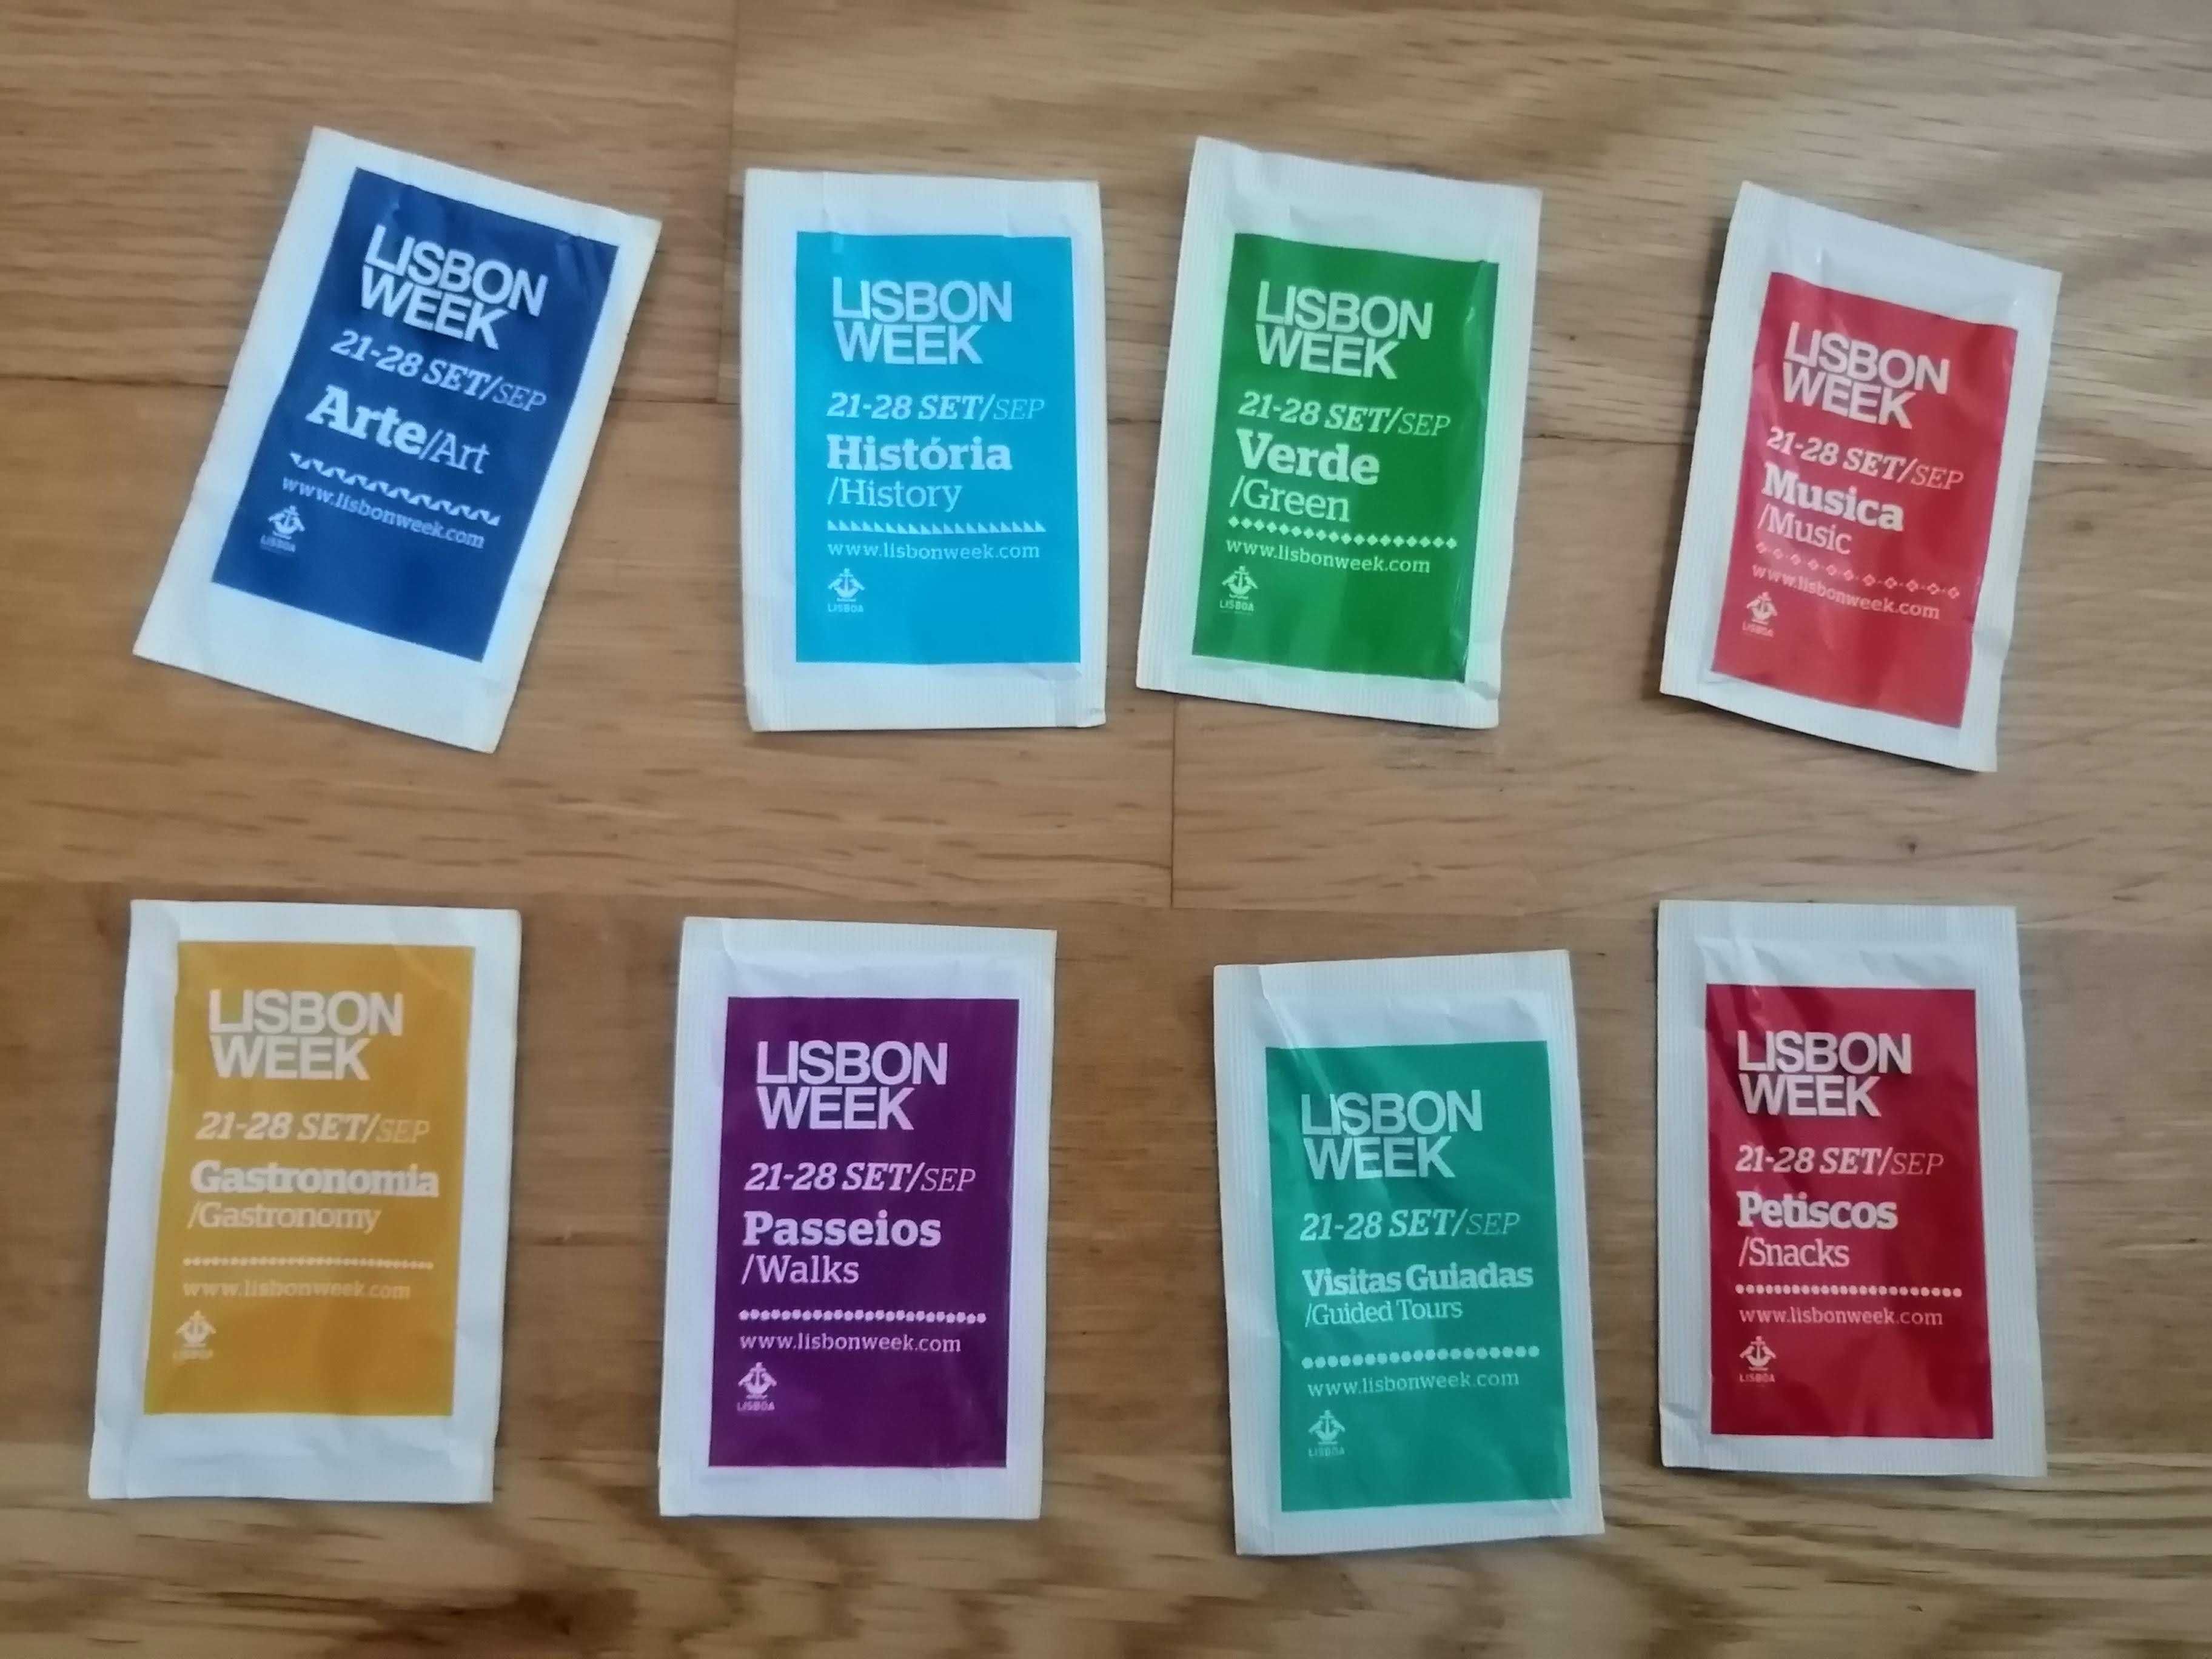 LISBON
WEEK
21-28 SET/SEP
Arte/Art
www.lisbonweek.com
LISBOA
LISBON
WEEK
21-28 SET/SEP
História
/History
www.lisbonweek.com
LISBOA
LISBON
WEEK
21-28 SET/SEP
Verde
/Green
www.lisbonweek.com
LISBOA
LISBON
WEEK
21-28 SET/SEP
Musica
/Music
www.lisbonweek.com
LISBOA
LISBON
WEEK
21-28 SET/SEP
Gastronomia
/Gastronomy
www.lisbonweek.com
LISBOA
LISBON
WEEK
21-28 SET/SEP
Passeios
/Walks
www.lisbonweek.com
LISBOA
LISBON
WEEK
21-28 SET/SEP
Visitas Guiadas
/Guided Tours
www.lisbonweek.com
LISBOA
LISBON
WEEK
21-28 SET/SEP
Petiscos
/Snacks
www.lisbonweek.com
LISBOA